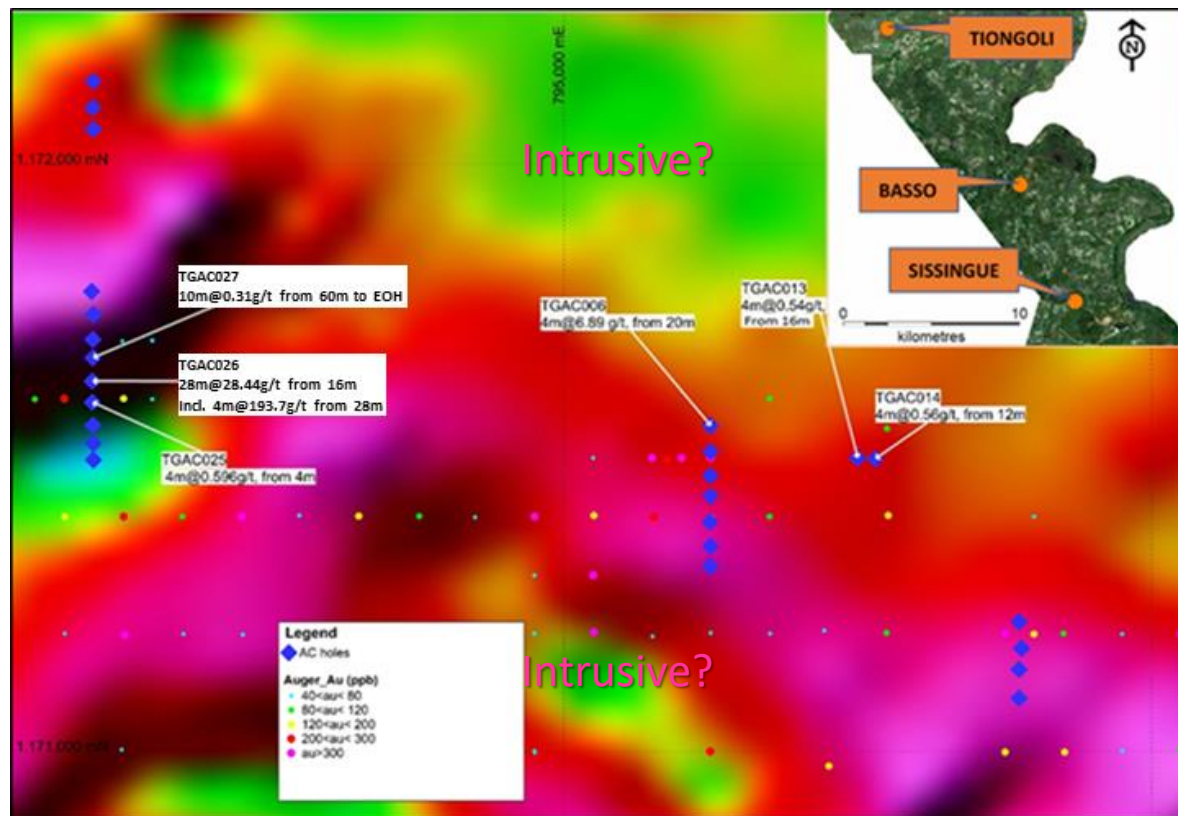 TIONGOLI
N
795,000 mE
1.172,000 mN
Intrusive?
BASSO
SISSINGUE
0 10
kilometres
TGAC027
10m@0.31g/t from 60m to EOH
TGAC006
4m@6.89 g/t, from 20m
TGAC013
4m@0.54g/t,
From 16m
TGAC026
28m@28.44g/t from 16m
Incl. 4m@193.7g/t from 28m
TGAC014
4m@0.56g/t, from 12m
TGAC025
4m@0.596g/t, from 4m
Legend
AC holes
Auger_Au (ppb)
40<au< 80
80<au< 120
120<au< 200
200<au< 300
au>300
Intrusive?
1.171,000 mN